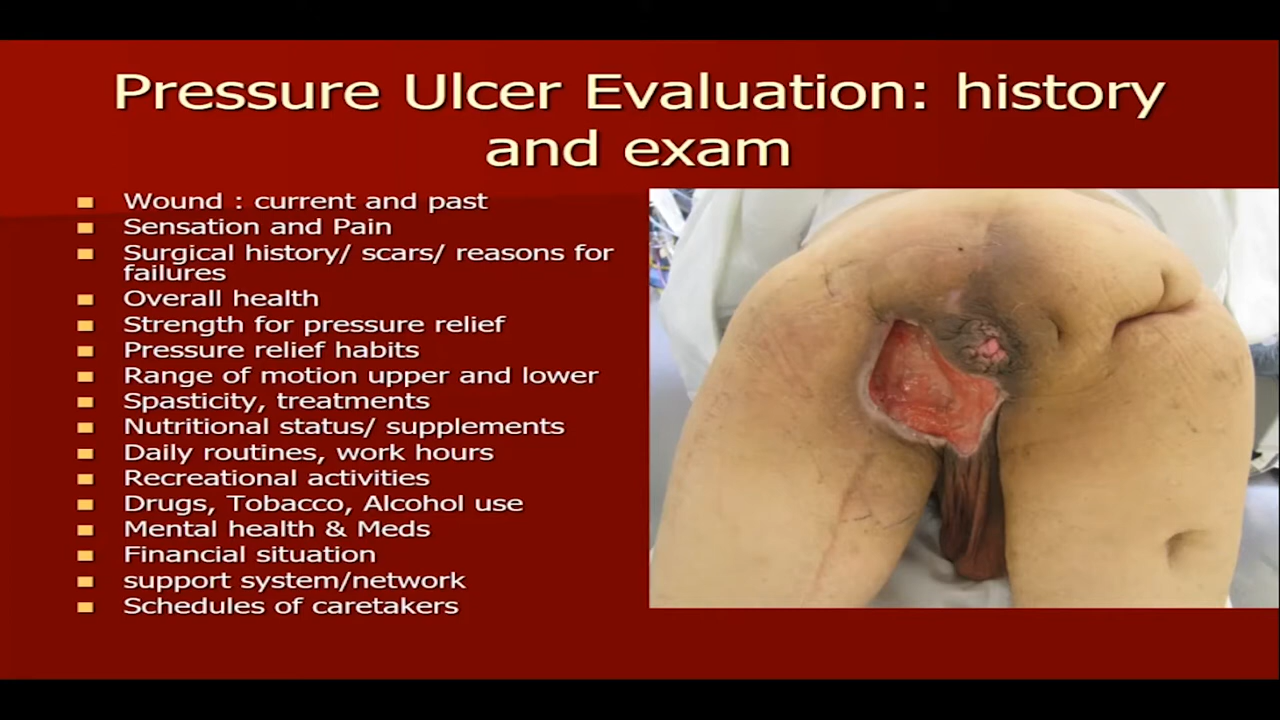 Pressure Ulcer Evaluation: history
and exam
Wound : current and past
Sensation and Pain
Surgical history/ scars/ reasons for
failures
Overall health
Strength for pressure relief
Pressure relief habits
Range of motion upper and lower
Spasticity, treatments
Nutritional status/ supplements
Daily routines, work hours
Recreational activities
Drugs, Tobacco, Alcohol use
Mental health & Meds
Financial situation
support system/network
Schedules of caretakers